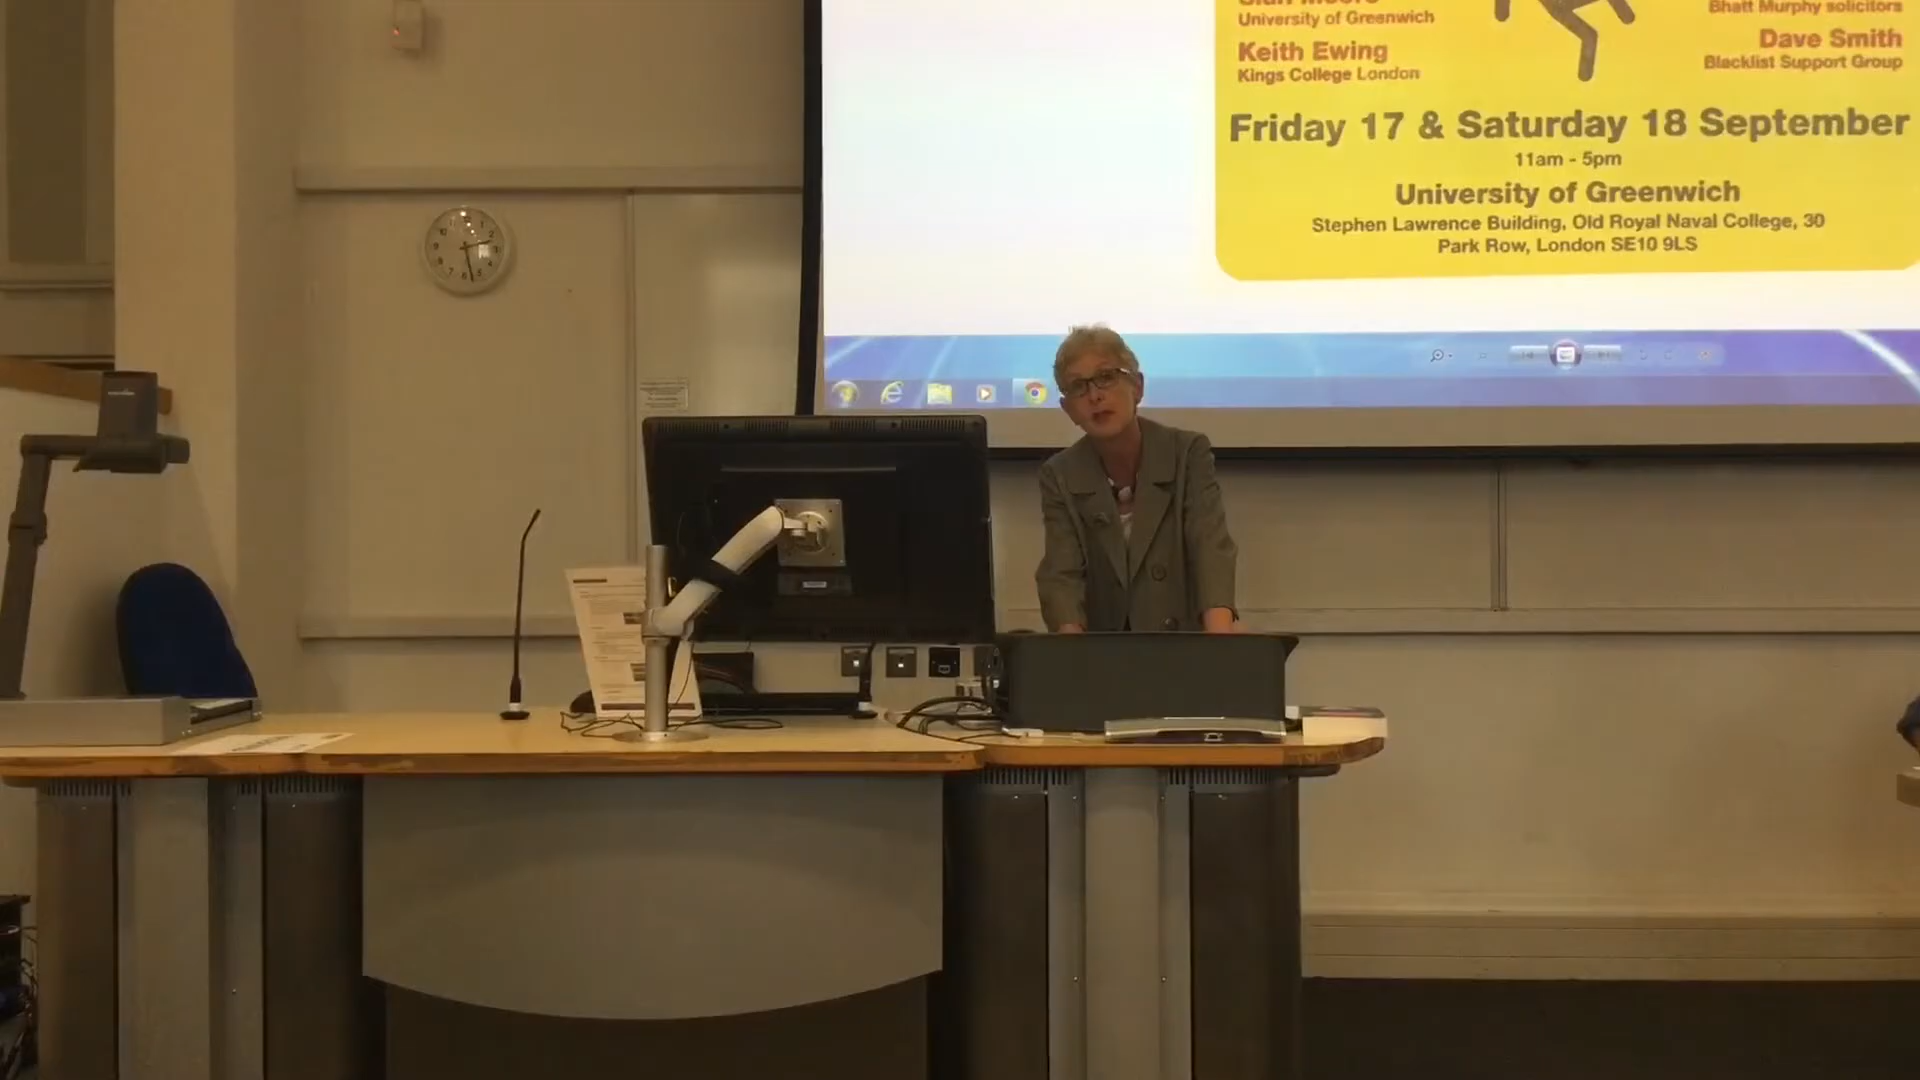 University of Greenwich
Keith Ewing
Kings College London
Bhatt Murphy solicitors
Dave Smith
Blacklist Support Group
Friday 17 & Saturday 18 September
11am - 5pm
University of Greenwich
Stephen Lawrence Building, Old Royal Naval College, 30
Park Row, London SE10 9LS